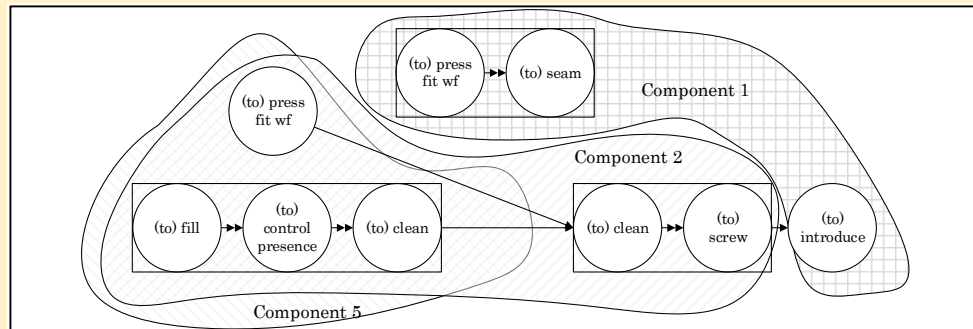 (to) press
fit wf
(to) seam
Component 1
(to) press
fit wf
Component 2
(to) fill
(to)
control
presence
(to) clean
(to) clean
(to)
screw
(to)
introduce
Component 5